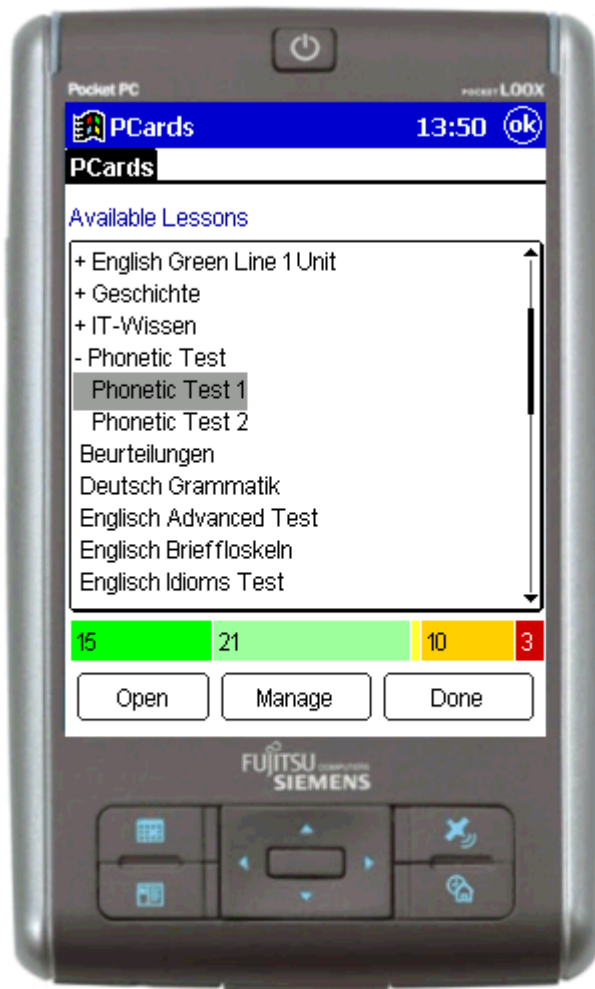 Pocket PC
POCKET LOOX
PCards 13:50 ok
PCards
Available Lessons
+ English Green Line 1 Unit
+ Geschichte
+ IT-Wissen
- Phonetic Test
Phonetic Test 1
Phonetic Test 2
Beurteilungen
Deutsch Grammatik
Englisch Advanced Test
Englisch Brieffloskeln
Englisch Idioms Test
15 21 10 3
Open Manage Done
FUJITSU COMPUTERS
SIEMENS